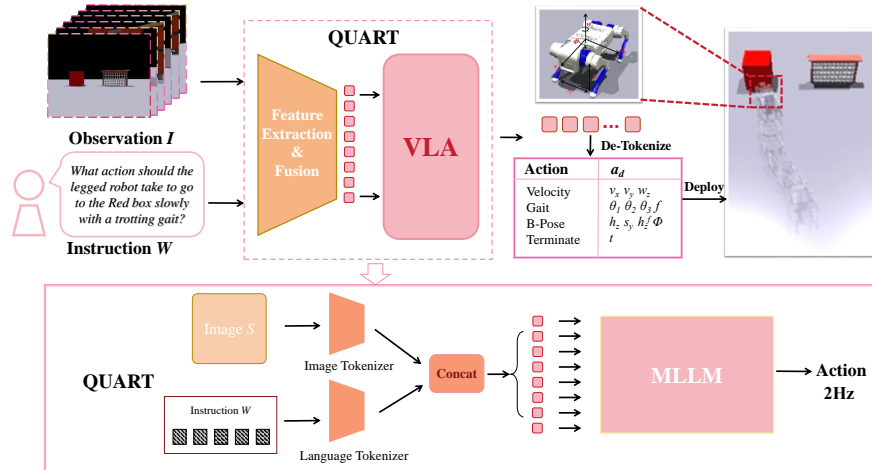 QUART
Feature
Extraction
&
Fusion
VLA
Observation I
What action should the
legged robot take to go
to the Red box slowly
with a trotting gait?
Instruction W
De-Tokenize
Action a_d
Velocity v_x v_y w_z
Gait θ_1 θ_2 θ_3 f
B-Pose h_z s_y h_z^f Φ
Terminate t
Deploy
QUART
Image S
Image Tokenizer
Instruction W
Language Tokenizer
Concat
MLLM
Action
2Hz